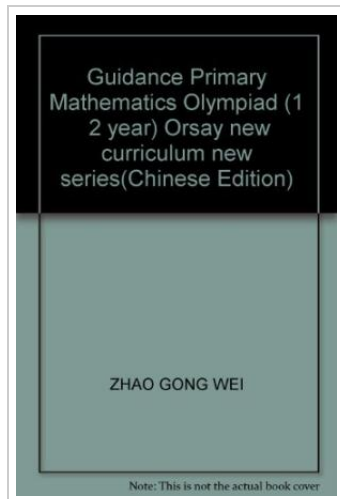 Guidance Primary
Mathematics Olympiad (1
2 year) Orsay new
curriculum new
series(Chinese Edition)
ZHAO GONG WEI
Note: This is not the actual book cover